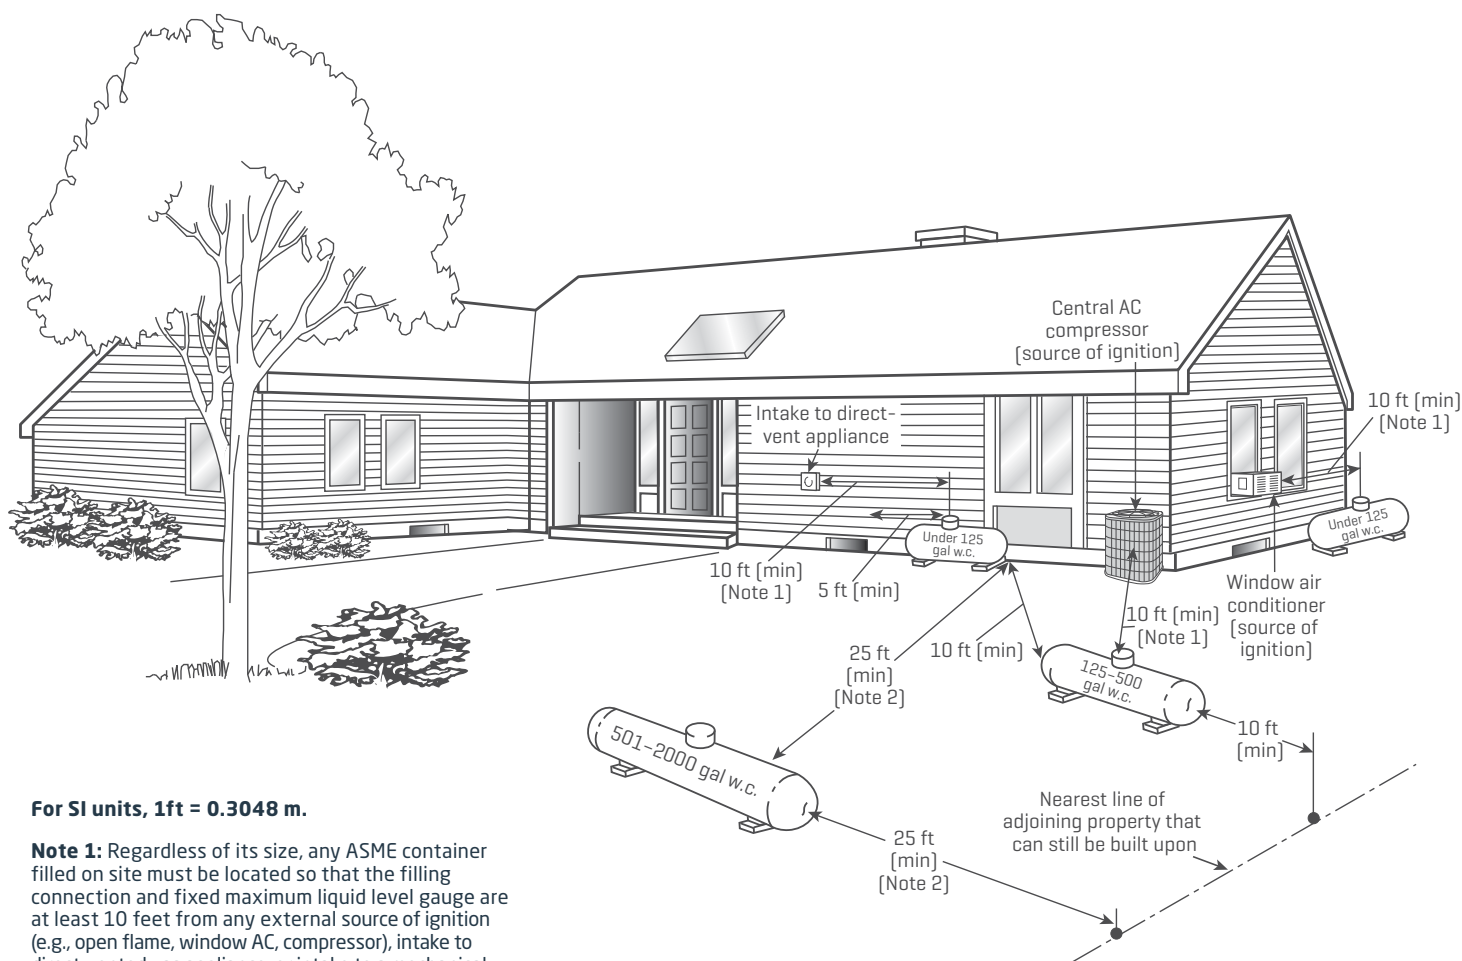 Central AC
compressor
(source of ignition)
10 ft (min)
(Note 1)
Intake to direct-
vent appliance
Under 125
gal w.c.
Under 125
gal w.c.
10 ft (min)
(Note 1)
5 ft (min)
Window air
conditioner
(source of
ignition)
10 ft (min)
(Note 1)
10 ft (min)
25 ft
(min)
(Note 2)
125–500
gal w.c.
10 ft
(min)
501–2000 gal w.c.
Nearest line of
adjoining property that
can still be built upon
25 ft
(min)
(Note 2)
For SI units, 1ft = 0.3048 m.
Note 1: Regardless of its size, any ASME container
filled on site must be located so that the filling
connection and fixed maximum liquid level gauge are
at least 10 feet from any external source of ignition
(e.g., open flame, window AC, compressor), intake to